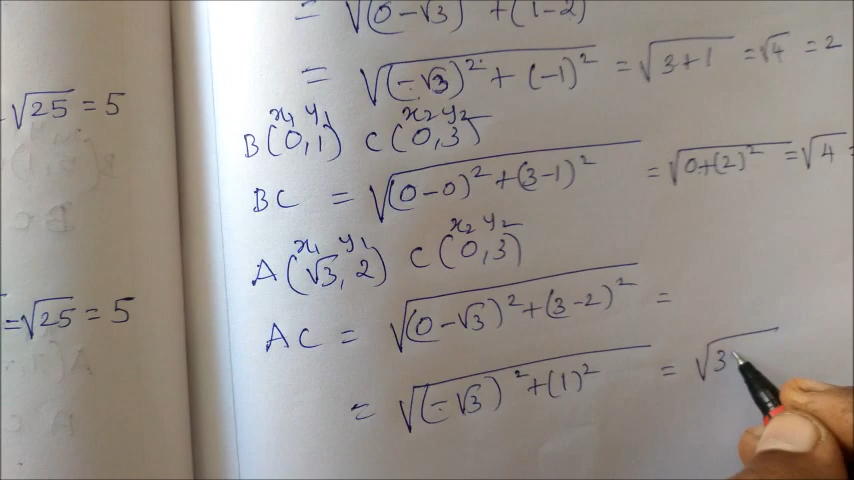 = √(0-√3) + (1-2)
= √(-√3)² + (-1)² = √3+1 = √4 = 2
√25 = 5
x₁ y₁ x₂ y₂
B(0,1) C(0,3)
BC = √(0-0)² + (3-1)² = √0+(2)² = √4 =
x₁ y₁ x₂ y₂
A(√3,2) C(0,3)
=√25 = 5
AC = √(0-√3)² + (3-2)² =
= √(-√3)² + (1)² = √3